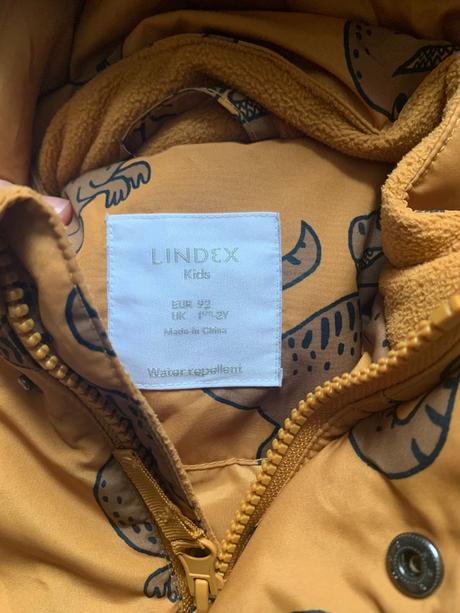 LINDEX
Kids
EUR 92
UK 1½-2Y
Made in China
Water repellent